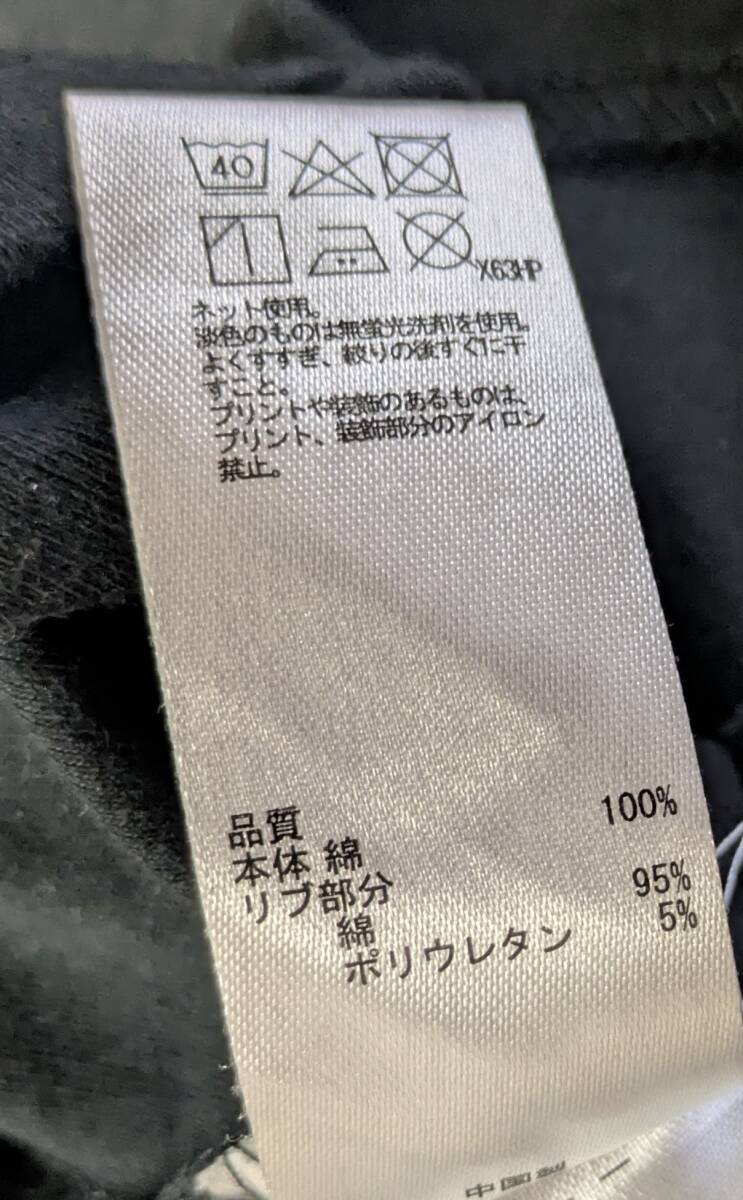 40
X63HP
ネット使用。
淡色のものは無蛍光洗剤を使用。
よくすすぎ、絞りの後すぐに干
すこと。
プリントや装飾のあるものは、
プリント、装飾部分のアイロン
禁止。
品質
本体 綿 100%
リブ部分
綿 95%
ポリウレタン 5%
中国製